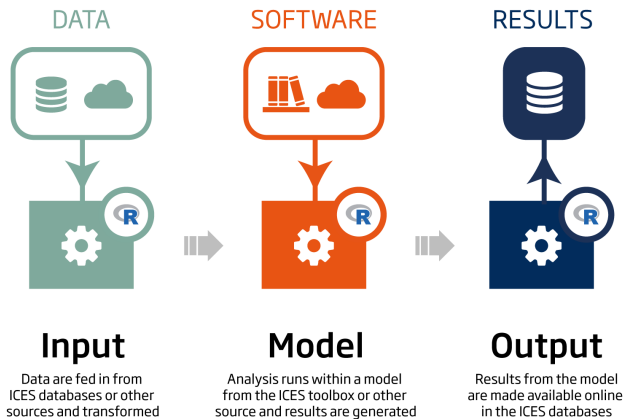 DATA
SOFTWARE
RESULTS
R
R
R
Input
Data are fed in from
ICES databases or other
sources and transformed
Model
Analysis runs within a model
from the ICES toolbox or other
source and results are generated
Output
Results from the model
are made available online
in the ICES databases